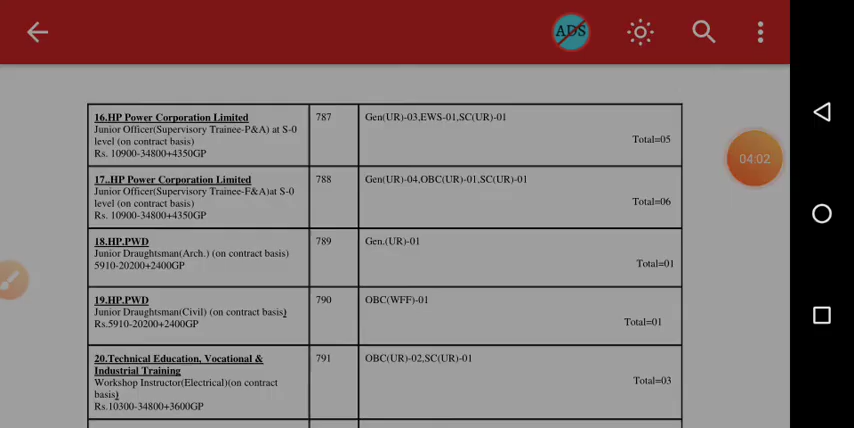 ADS
16.HP Power Corporation Limited 787 Gen(UR)-03,EWS-01,SC(UR)-01
Junior Officer(Supervisory Trainee-P&A) at S-0
level (on contract basis) Total=05
Rs. 10900-34800+4350GP
04:02
17..HP Power Corporation Limited 788 Gen(UR)-04,OBC(UR)-01,SC(UR)-01
Junior Officer(Supervisory Trainee-F&A)at S-0
level (on contract basis) Total=06
Rs. 10900-34800+4350GP
18.HP.PWD 789 Gen.(UR)-01
Junior Draughtsman(Arch.) (on contract basis)
5910-20200+2400GP Total=01
19.HP.PWD 790 OBC(WFF)-01
Junior Draughtsman(Civil) (on contract basis)
Rs.5910-20200+2400GP Total=01
20.Technical Education, Vocational & 791 OBC(UR)-02,SC(UR)-01
Industrial Training
Workshop Instructor(Electrical)(on contract Total=03
basis)
Rs.10300-34800+3600GP